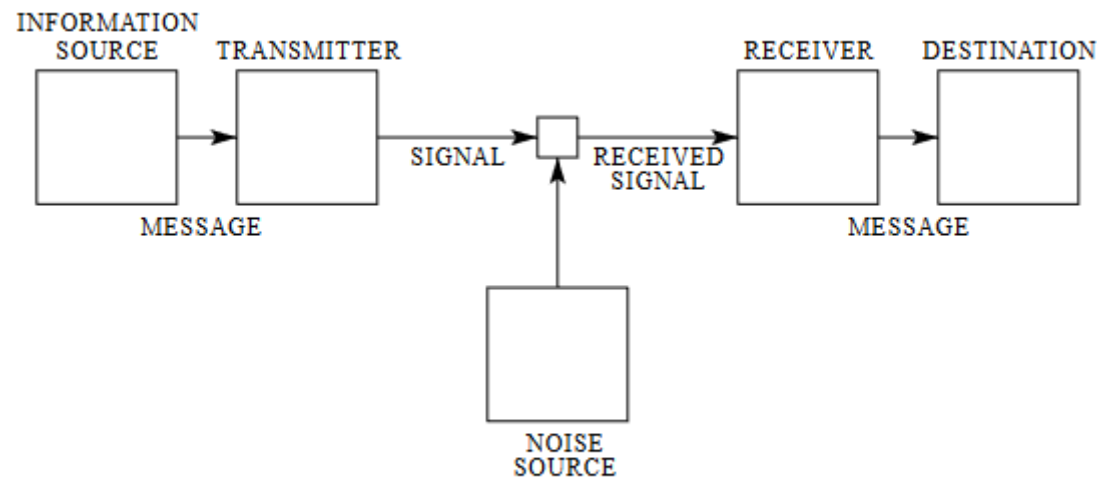 INFORMATION
SOURCE
TRANSMITTER
RECEIVER
DESTINATION
SIGNAL
RECEIVED
SIGNAL
MESSAGE
MESSAGE
NOISE
SOURCE